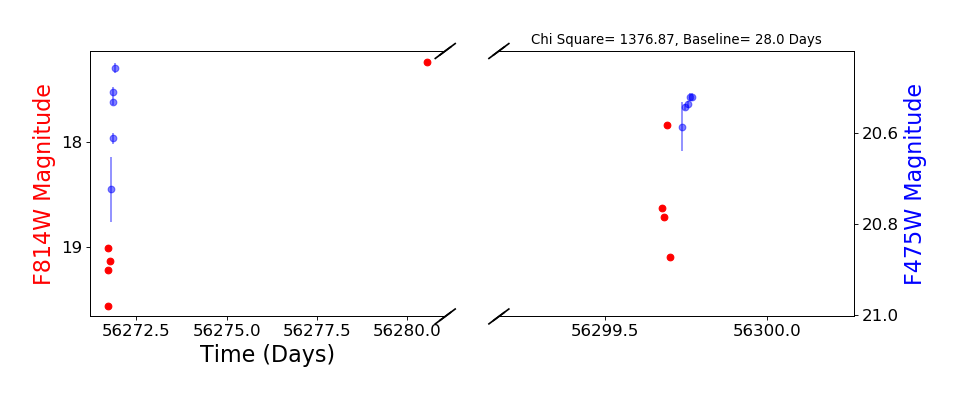 Chi Square= 1376.87, Baseline= 28.0 Days
F814W Magnitude
18
19
20.6
20.8
21.0
F475W Magnitude
56272.5 56275.0 56277.5 56280.0 56299.5 56300.0
Time (Days)